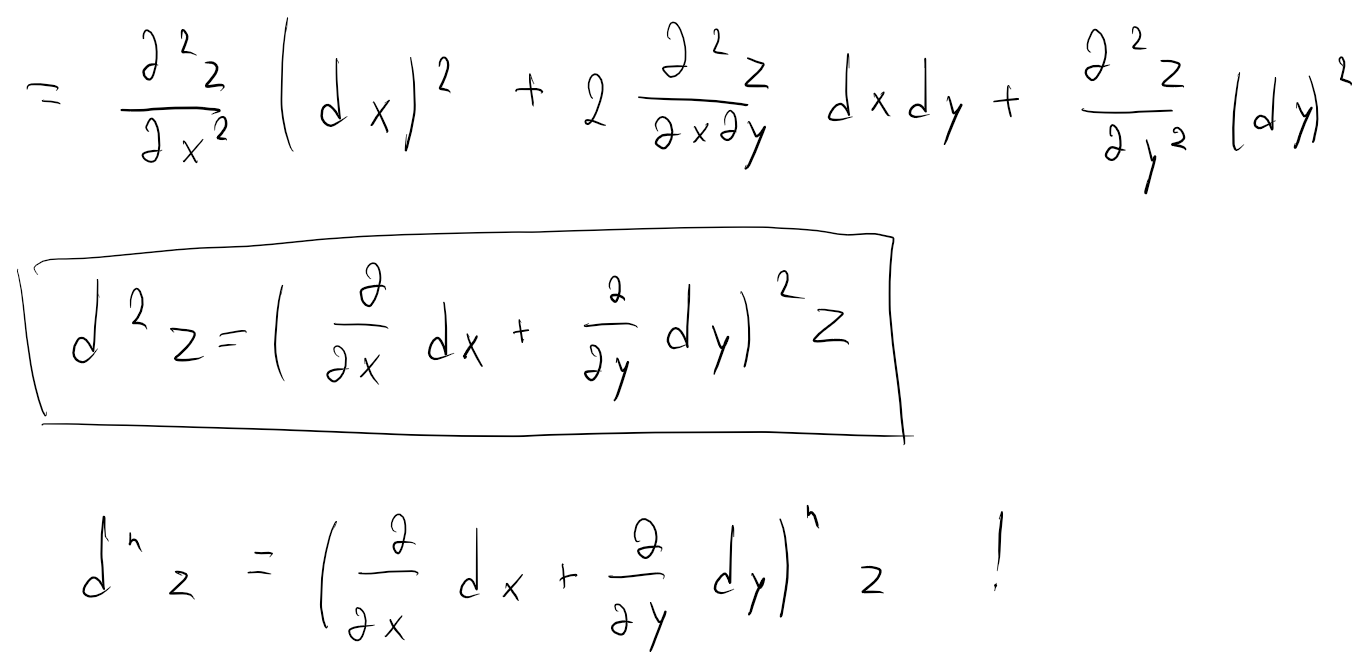 = ∂²z/∂x² (dx)² + 2 ∂²z/∂x∂y dxdy + ∂²z/∂y² (dy)²
d²z = (∂/∂x dx + ∂/∂y dy)² z
dⁿz = (∂/∂x dx + ∂/∂y dy)ⁿ z !